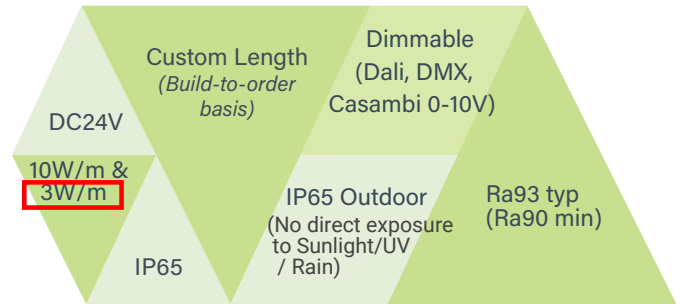 Custom Length
(Build-to-order
basis)
Dimmable
(Dali, DMX,
Casambi 0-10V)
DC24V
10W/m &
3W/m
IP65
IP65 Outdoor
(No direct exposure
to Sunlight/UV
/ Rain)
Ra93 typ
(Ra90 min)